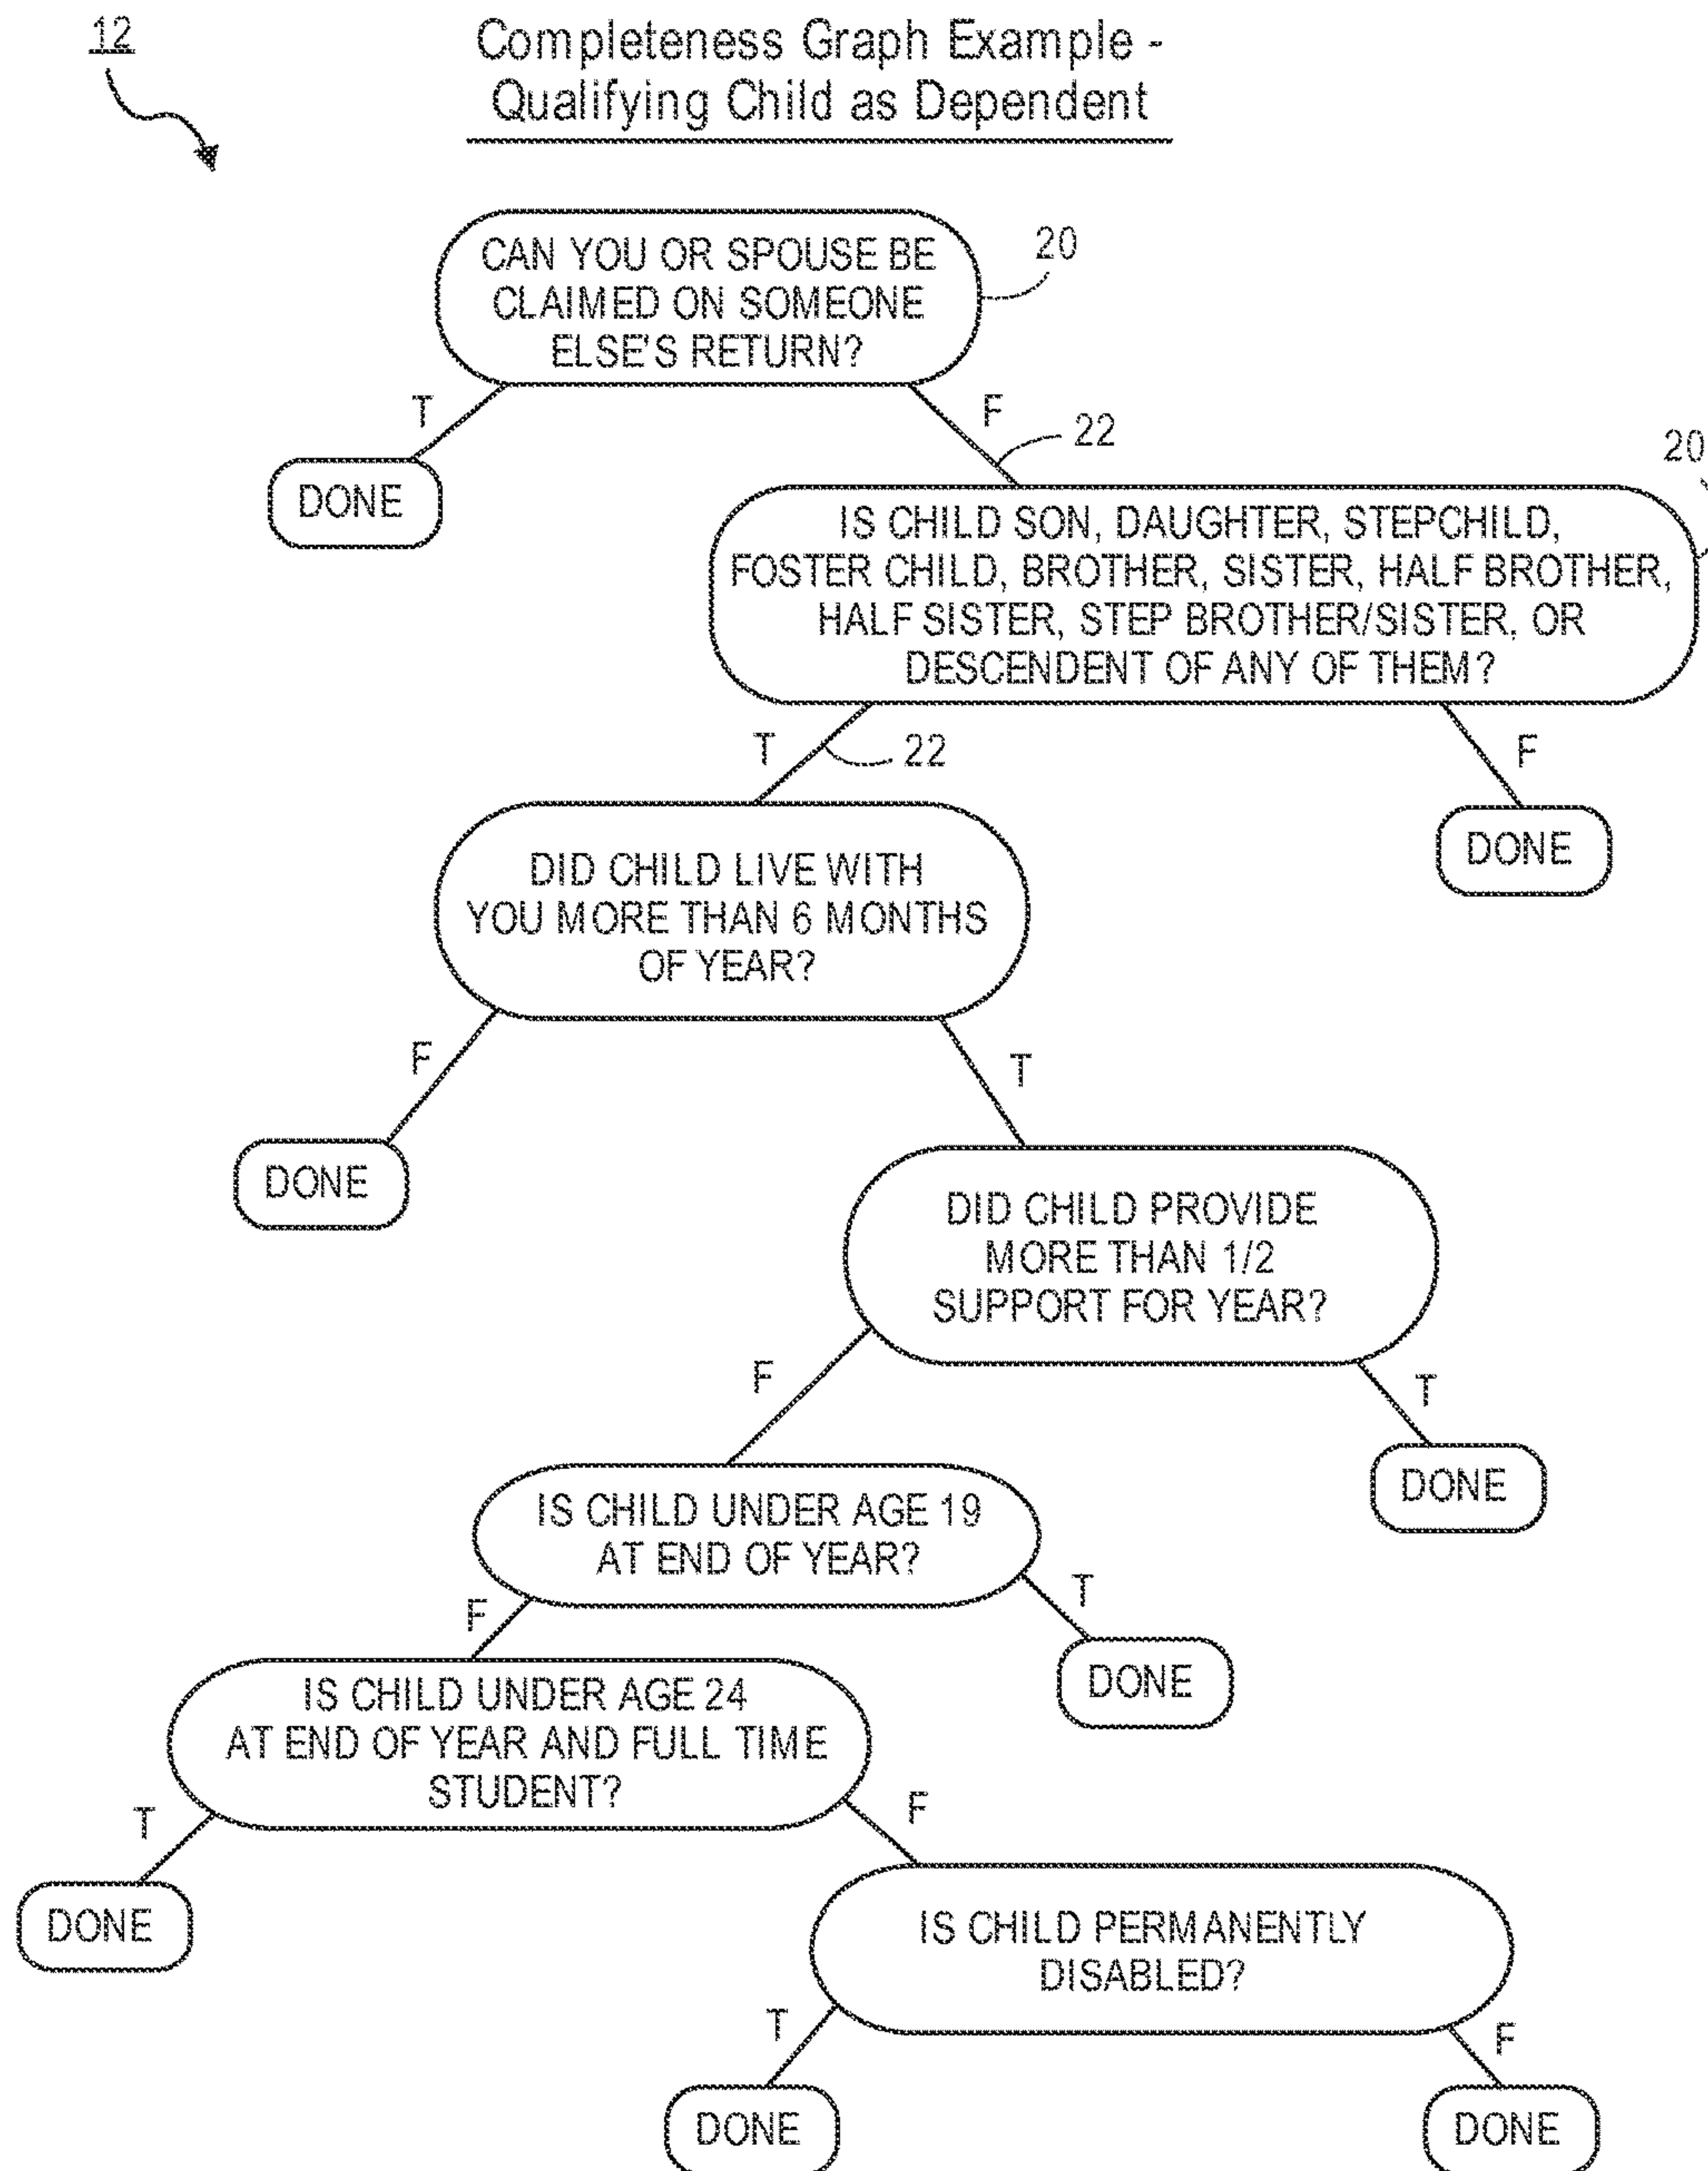 12
Completeness Graph Example -
Qualifying Child as Dependent
CAN YOU OR SPOUSE BE
CLAIMED ON SOMEONE
ELSE'S RETURN?
20
T
F
22
DONE
20
IS CHILD SON, DAUGHTER, STEPCHILD,
FOSTER CHILD, BROTHER, SISTER, HALF BROTHER,
HALF SISTER, STEP BROTHER/SISTER, OR
DESCENDENT OF ANY OF THEM?
T
22
F
DONE
DID CHILD LIVE WITH
YOU MORE THAN 6 MONTHS
OF YEAR?
F
T
DONE
DID CHILD PROVIDE
MORE THAN 1/2
SUPPORT FOR YEAR?
F
T
DONE
IS CHILD UNDER AGE 19
AT END OF YEAR?
F
T
DONE
IS CHILD UNDER AGE 24
AT END OF YEAR AND FULL TIME
STUDENT?
T
F
DONE
IS CHILD PERMANENTLY
DISABLED?
T
F
DONE
DONE